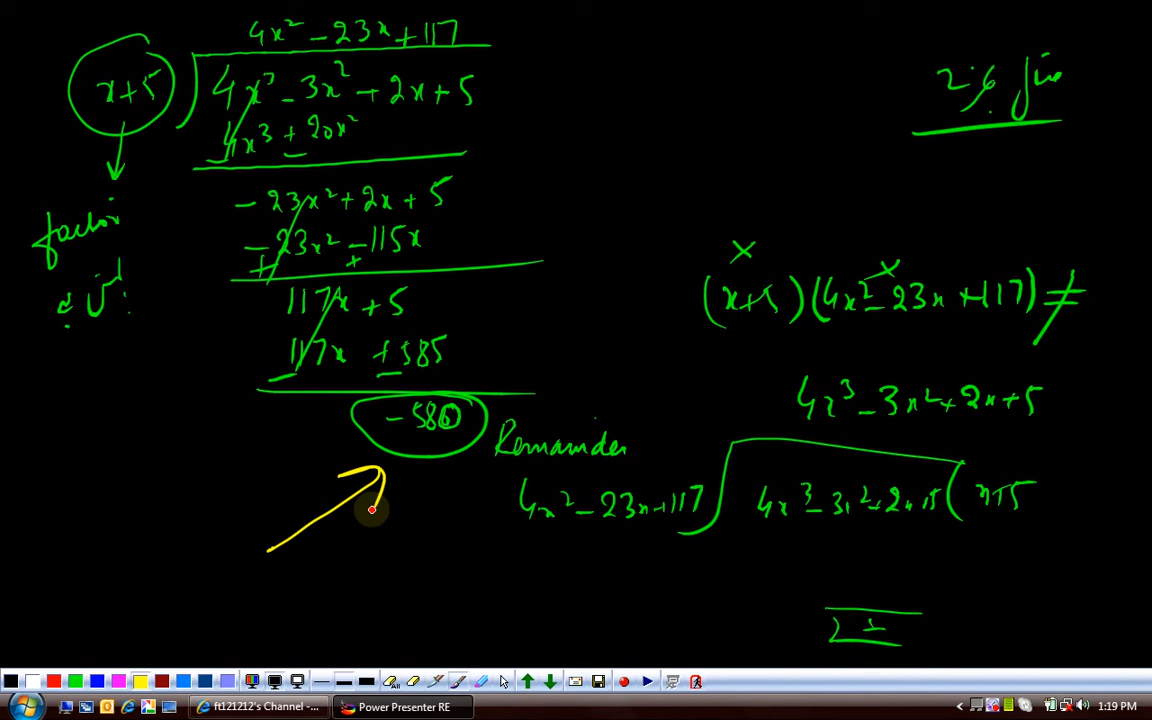 4x² - 23x + 117
x+5
4x³ - 3x² + 2x + 5
4x³ + 20x²
- 23x² + 2x + 5
- 23x² - 115x
117x + 5
117x + 585
- 580
Remainder
factor
(x+5)(4x² - 23x + 117) ≠
4x³ - 3x² + 2x + 5
4x² - 23x + 117
4x³ - 3x² + 2x + 5 ( x+5
ft121212's Channel - ...
Power Presenter RE
1:19 PM